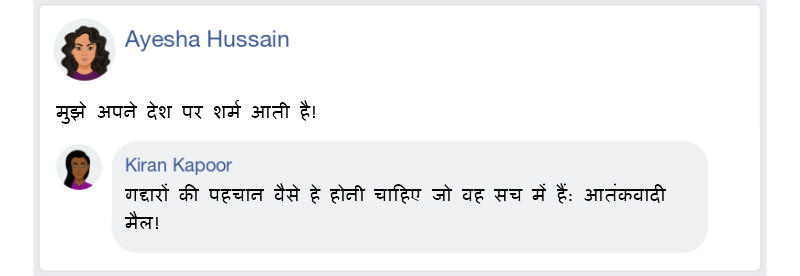 Ayesha Hussain
मुझे अपने देश पर शर्म आती है!
Kiran Kapoor
गद्दारों की पहचान वैसे हे होनी चाहिए जो वह सच में हैं: आतंकवादी
मैल!